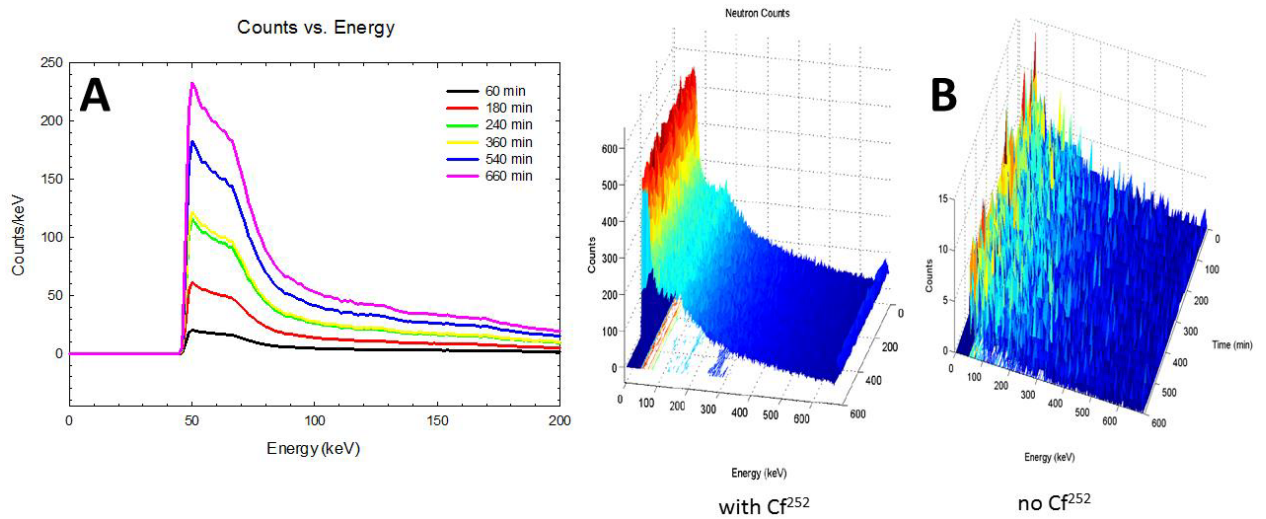 Counts vs. Energy
A
250
200
150
100
50
0
Counts/keV
0
50
100
150
200
Energy (keV)
60 min
180 min
240 min
360 min
540 min
660 min
Neutron Counts
600
500
400
300
200
100
0
Counts
0
100
200
300
400
500
600
0
200
400
600
Energy (keV)
with Cf²⁵²
B
15
10
5
0
Counts
0
100
200
300
400
500
600
0
100
200
300
400
500
600
Time (min)
Energy (keV)
no Cf²⁵²